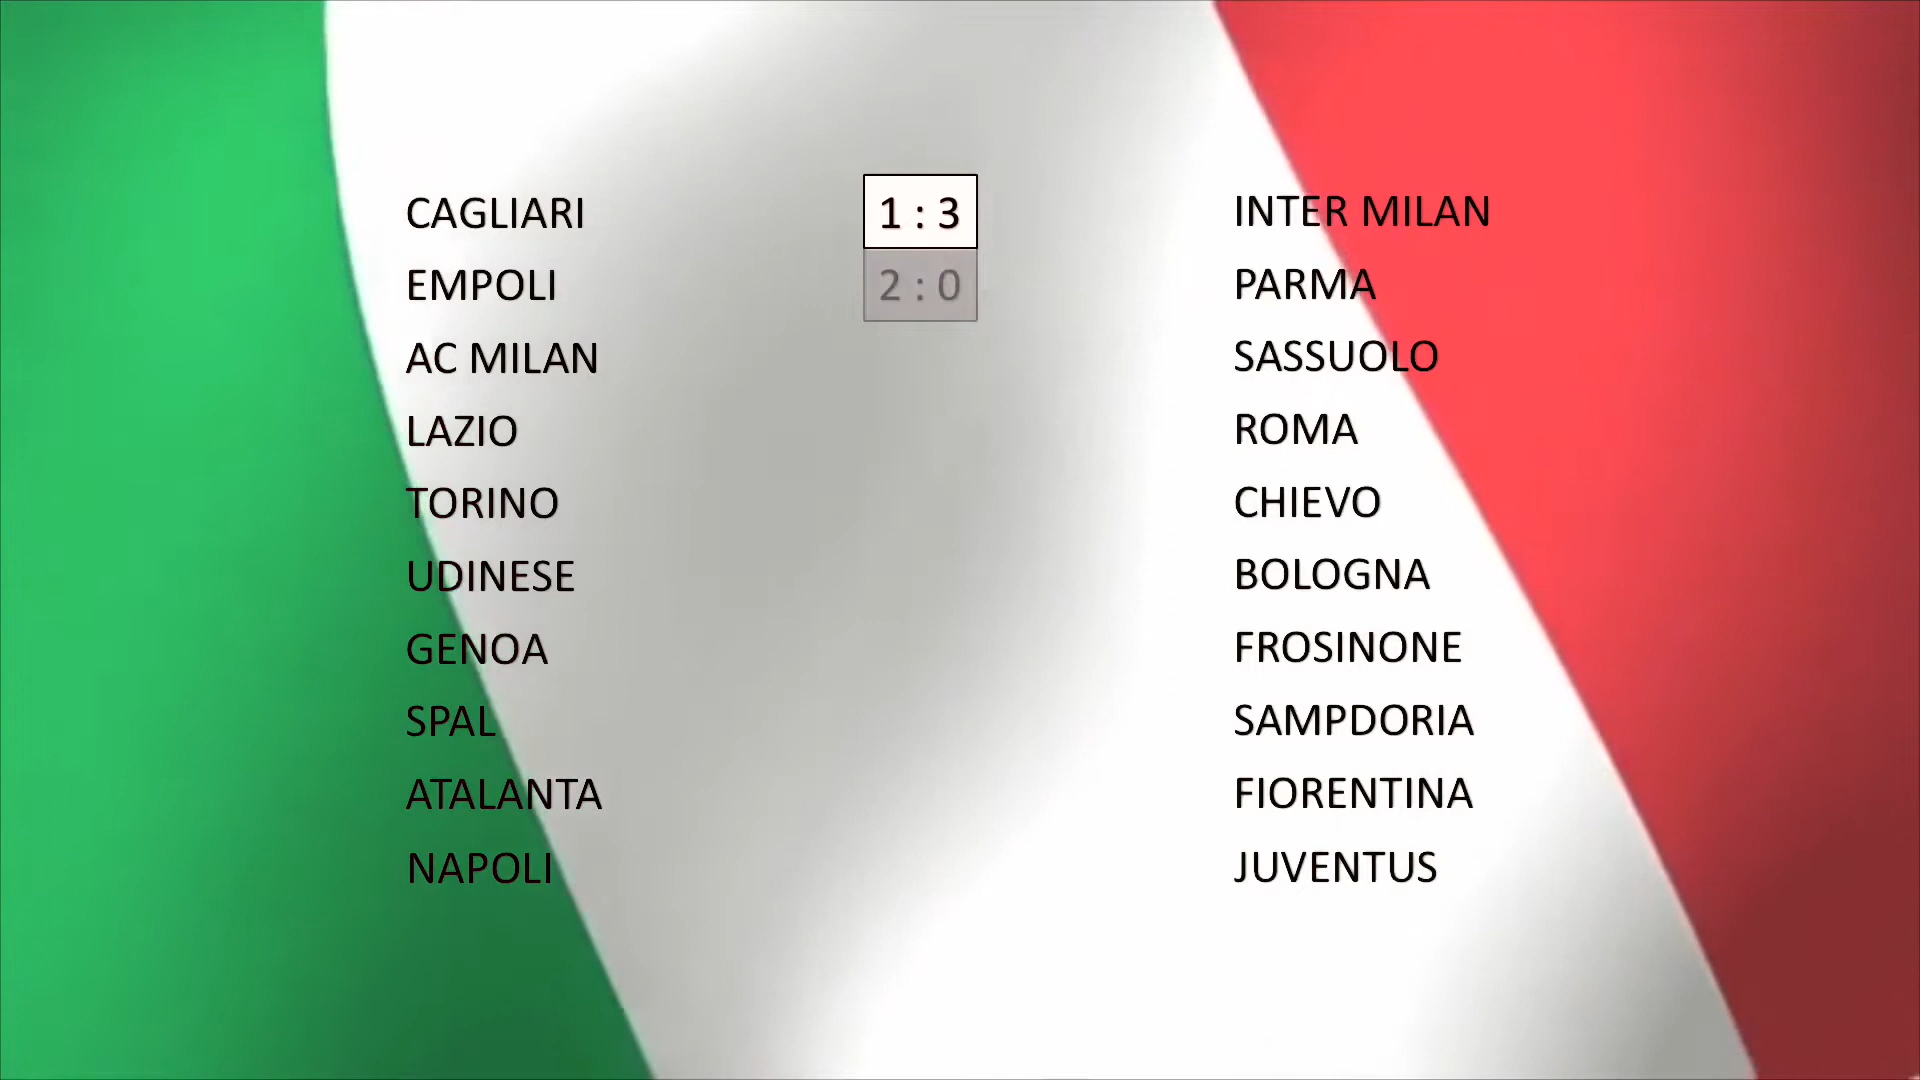 CAGLIARI 1 : 3 INTER MILAN
EMPOLI 2 : 0 PARMA
AC MILAN SASSUOLO
LAZIO ROMA
TORINO CHIEVO
UDINESE BOLOGNA
GENOA FROSINONE
SPAL SAMPDORIA
ATALANTA FIORENTINA
NAPOLI JUVENTUS